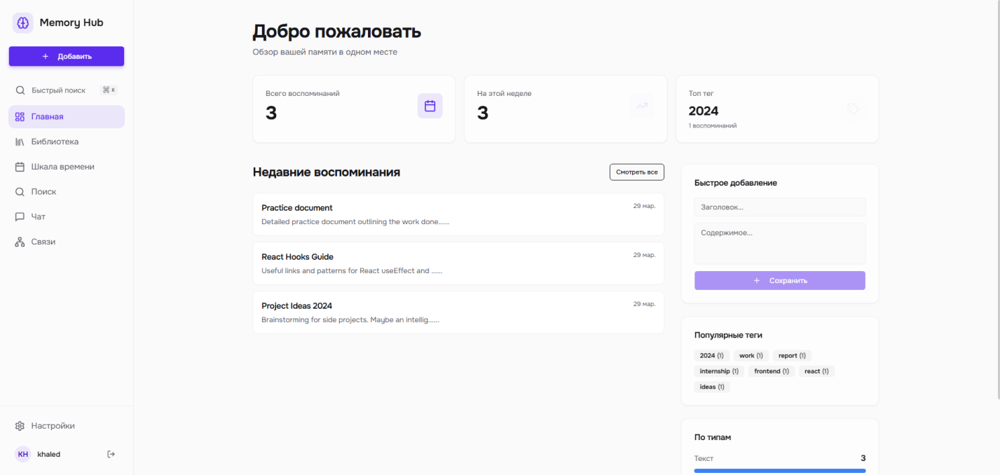 Memory Hub
+ Добавить
Быстрый поиск ⌘ K
Главная
Библиотека
Шкала времени
Поиск
Чат
Связи
Настройки
KH khaled
Добро пожаловать
Обзор вашей памяти в одном месте
Всего воспоминаний
3
На этой неделе
3
Топ тег
2024
1 воспоминаний
Недавние воспоминания
Смотреть все
Practice document
29 мар.
Detailed practice document outlining the work done......
React Hooks Guide
29 мар.
Useful links and patterns for React useEffect and ......
Project Ideas 2024
29 мар.
Brainstorming for side projects. Maybe an intellig......
Быстрое добавление
Заголовок...
Содержимое...
+ Сохранить
Популярные теги
2024 (1) work (1) report (1)
internship (1) frontend (1) react (1)
ideas (1)
По типам
Текст 3